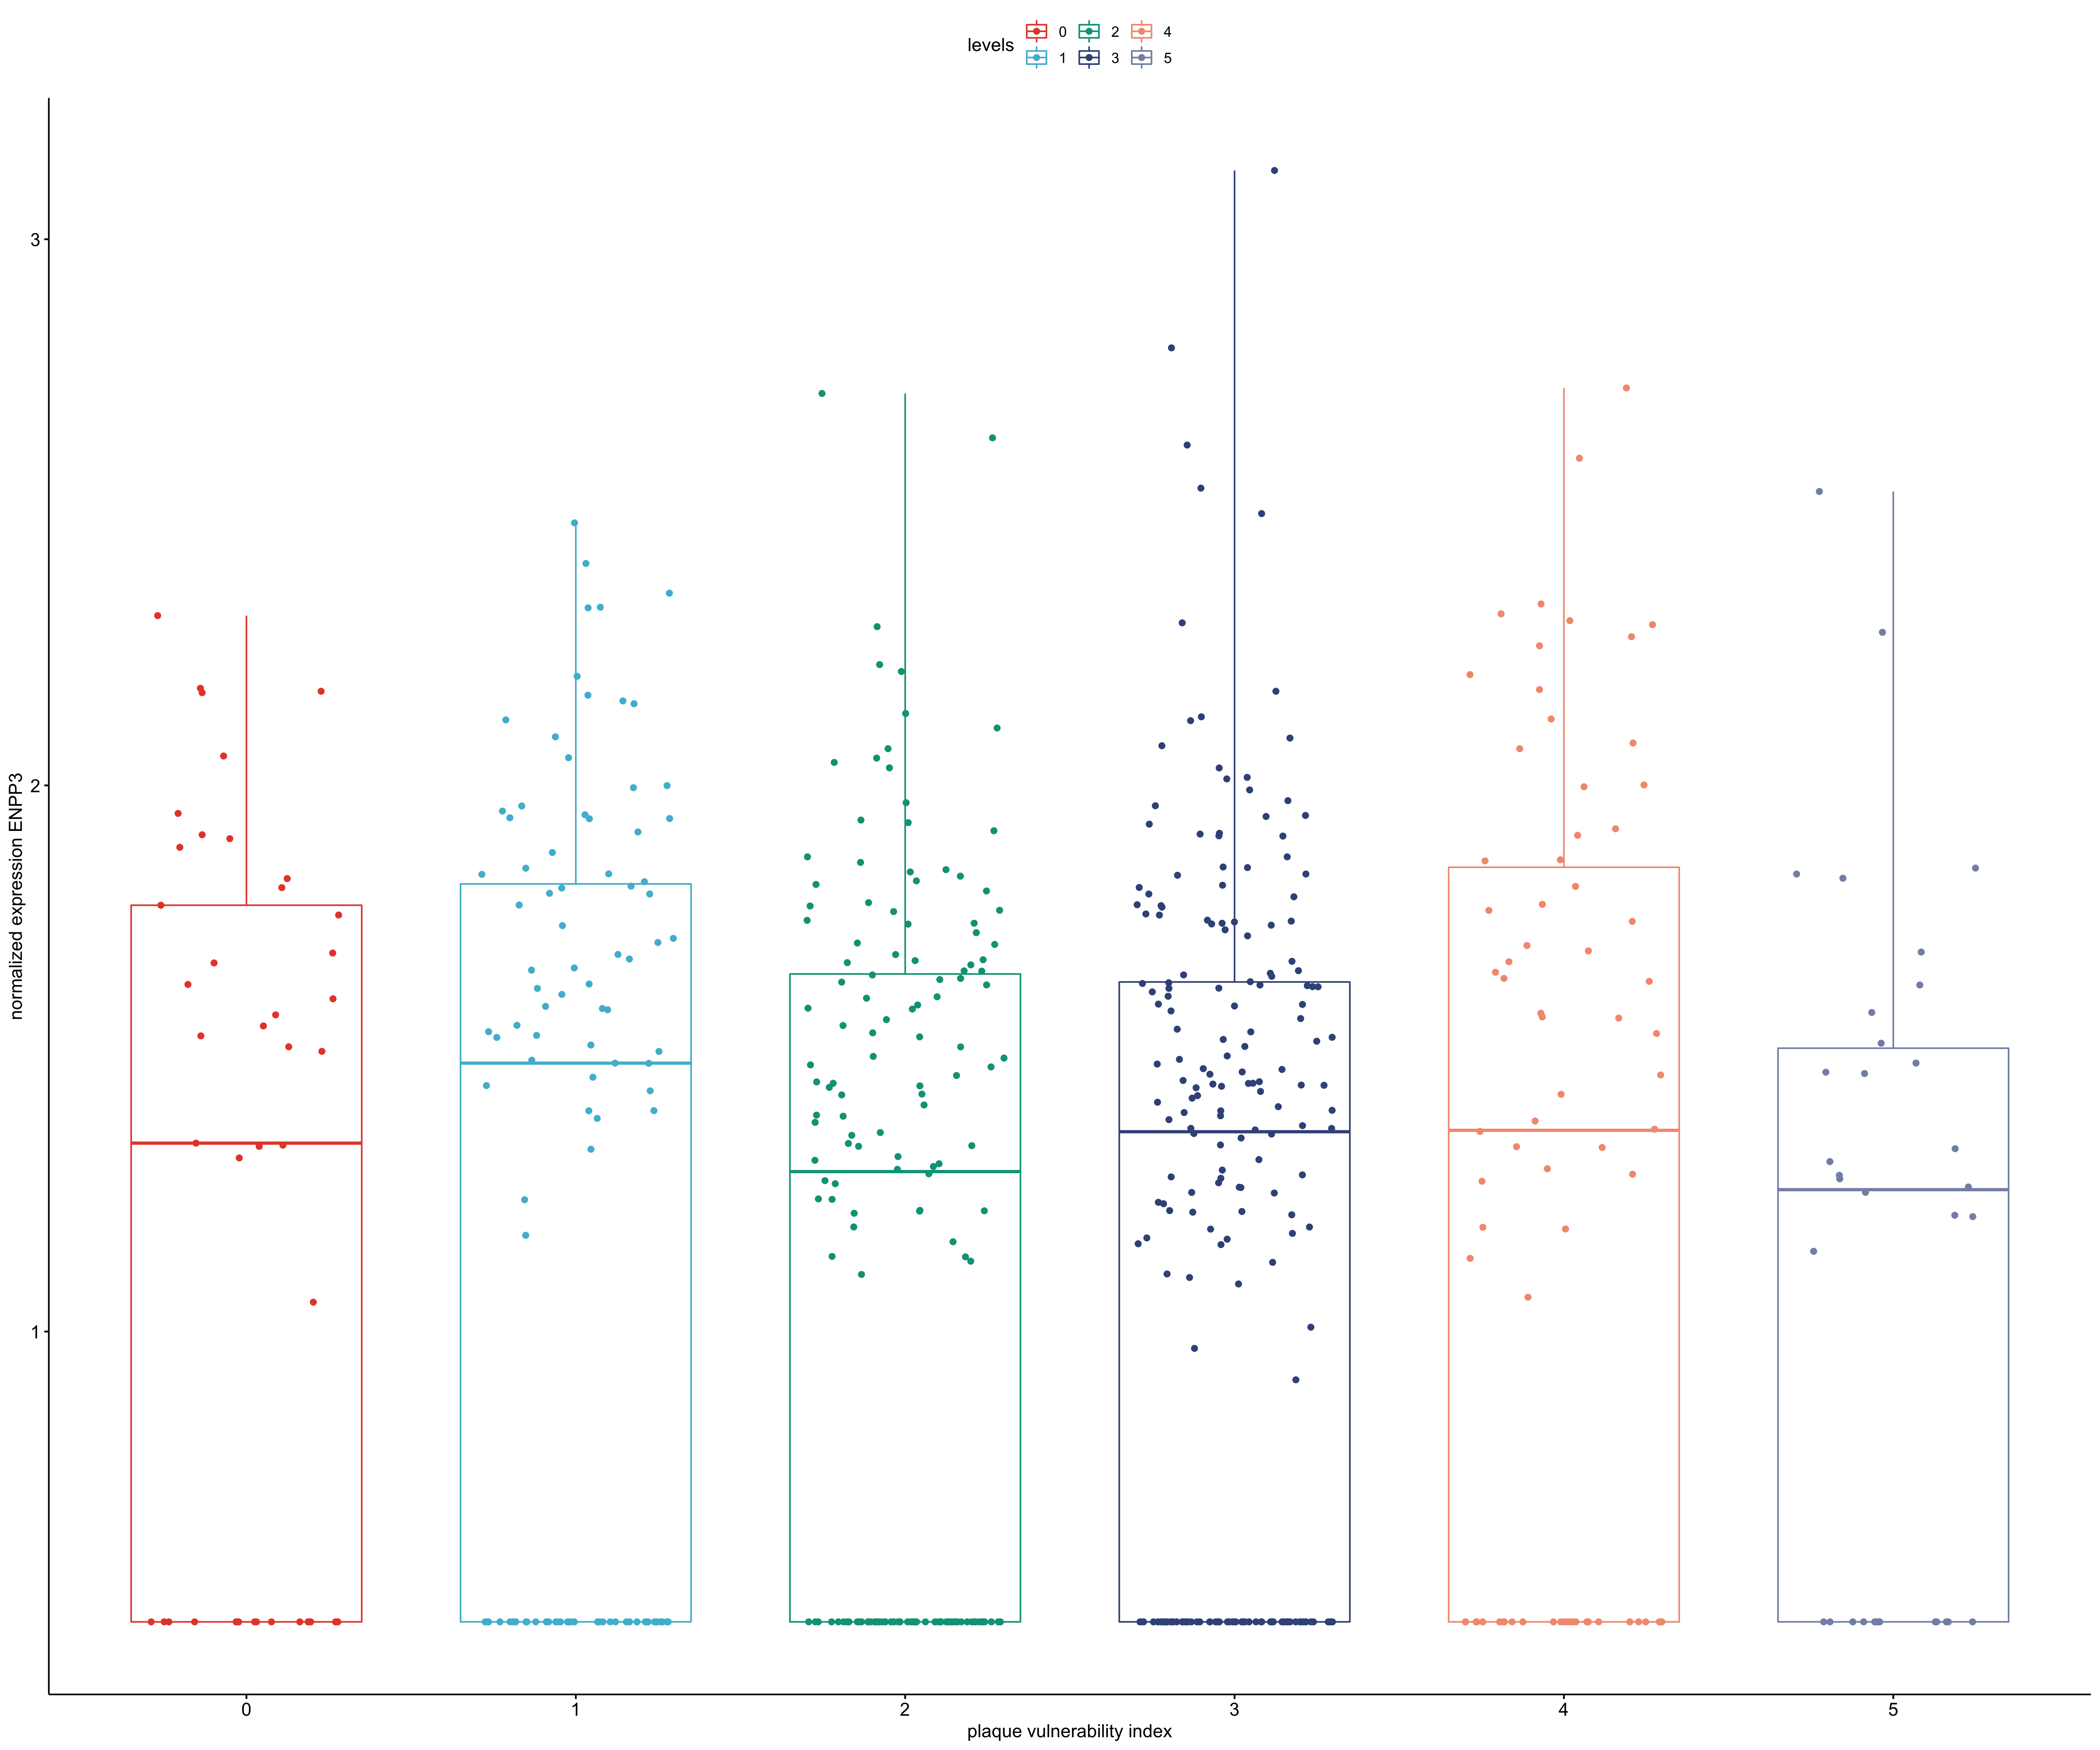 levels 0 2 4
1 3 5
3
2
1
normalized expression ENPP3
0 1 2 3 4 5
plaque vulnerability index